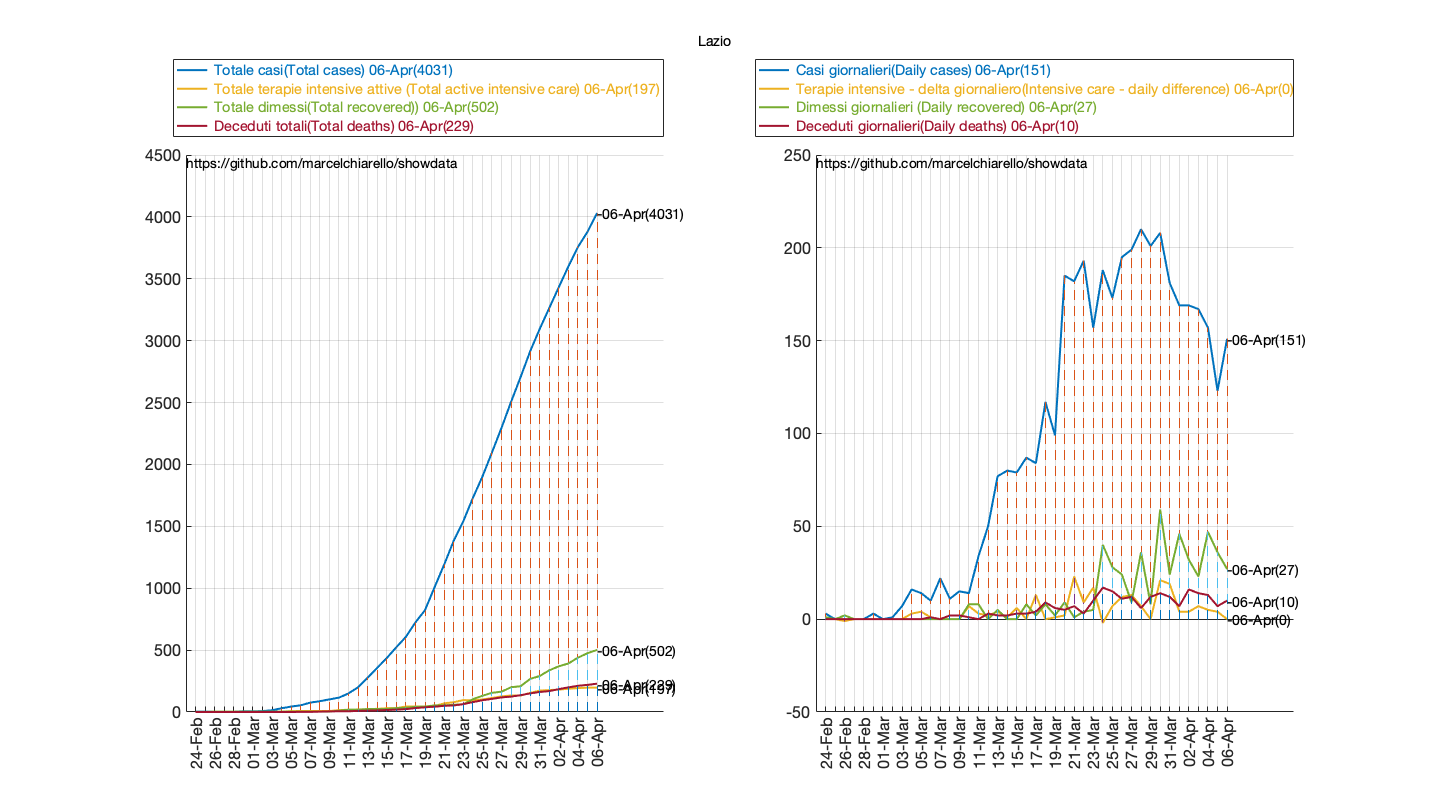 Lazio
Totale casi(Total cases) 06-Apr(4031)
Totale terapie intensive attive (Total active intensive care) 06-Apr(197)
Totale dimessi(Total recovered)) 06-Apr(502)
Deceduti totali(Total deaths) 06-Apr(229)
https://github.com/marcelchiarello/showdata
4500
4000
3500
3000
2500
2000
1500
1000
500
0
06-Apr(4031)
06-Apr(502)
06-Apr(229)
06-Apr(197)
24-Feb
26-Feb
28-Feb
01-Mar
03-Mar
05-Mar
07-Mar
09-Mar
11-Mar
13-Mar
15-Mar
17-Mar
19-Mar
21-Mar
23-Mar
25-Mar
27-Mar
29-Mar
31-Mar
02-Apr
04-Apr
06-Apr
Casi giornalieri(Daily cases) 06-Apr(151)
Terapie intensive - delta giornaliero(Intensive care - daily difference) 06-Apr(0)
Dimessi giornalieri (Daily recovered) 06-Apr(27)
Deceduti giornalieri(Daily deaths) 06-Apr(10)
https://github.com/marcelchiarello/showdata
250
200
150
100
50
0
-50
06-Apr(151)
06-Apr(27)
06-Apr(10)
06-Apr(0)
24-Feb
26-Feb
28-Feb
01-Mar
03-Mar
05-Mar
07-Mar
09-Mar
11-Mar
13-Mar
15-Mar
17-Mar
19-Mar
21-Mar
23-Mar
25-Mar
27-Mar
29-Mar
31-Mar
02-Apr
04-Apr
06-Apr